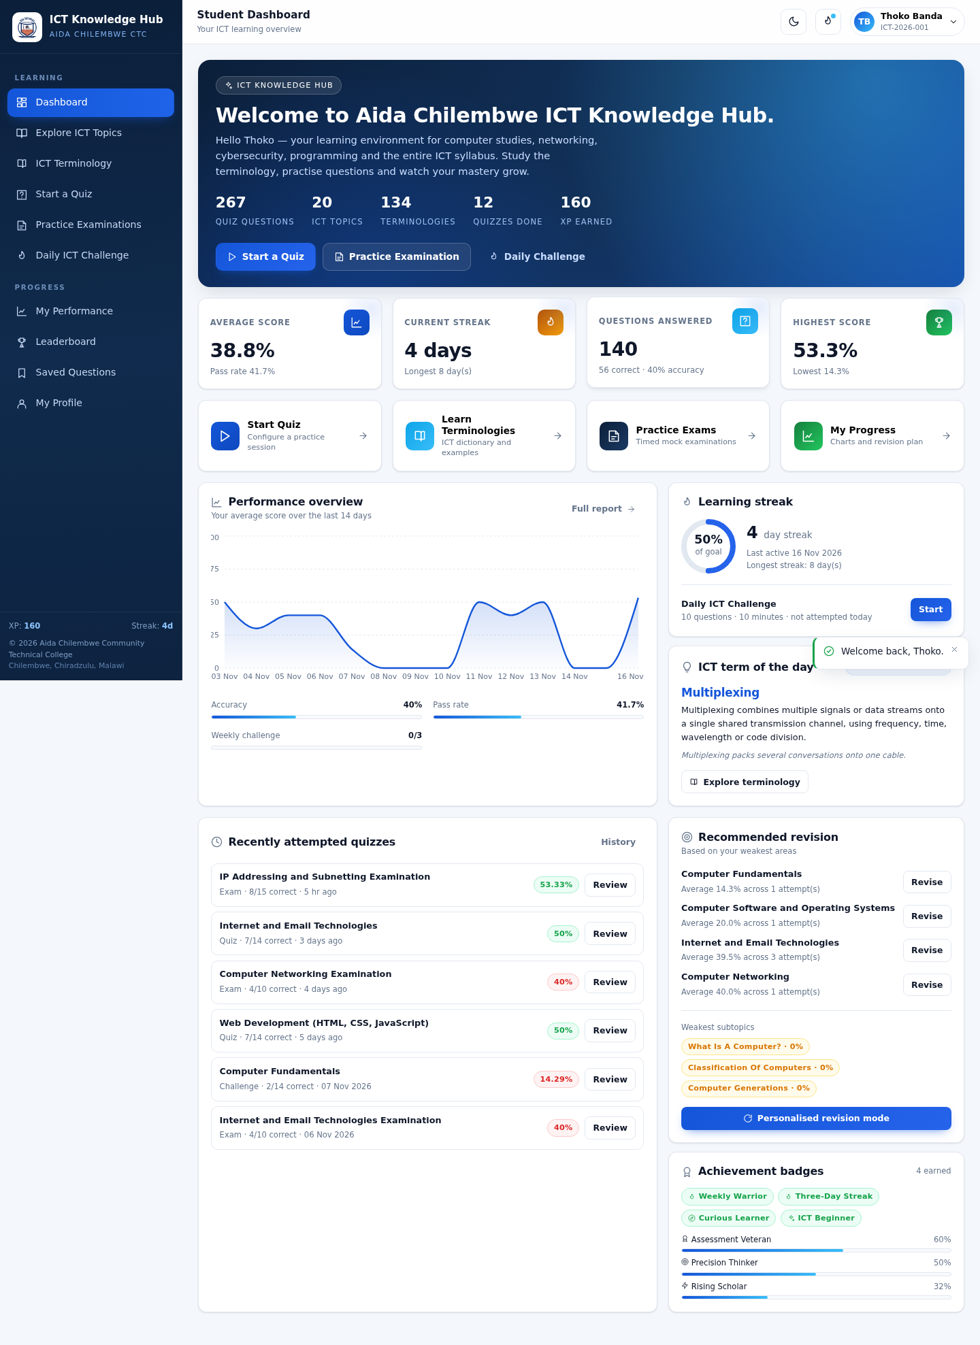 ICT Knowledge Hub
AIDA CHILEMBWE CTC
LEARNING
Dashboard
Explore ICT Topics
ICT Terminology
Start a Quiz
Practice Examinations
Daily ICT Challenge
PROGRESS
My Performance
Leaderboard
Saved Questions
My Profile
XP: 160
Streak: 4d
© 2026 Aida Chilembwe Community
Technical College
Chilembwe, Chiradzulu, Malawi
Student Dashboard
Your ICT learning overview
TB
Thoko Banda
ICT-2026-001
ICT KNOWLEDGE HUB
Welcome to Aida Chilembwe ICT Knowledge Hub.
Hello Thoko — your learning environment for computer studies, networking,
cybersecurity, programming and the entire ICT syllabus. Study the
terminology, practise questions and watch your mastery grow.
267
QUIZ QUESTIONS
20
ICT TOPICS
134
TERMINOLOGIES
12
QUIZZES DONE
160
XP EARNED
Start a Quiz
Practice Examination
Daily Challenge
AVERAGE SCORE
38.8%
Pass rate 41.7%
CURRENT STREAK
4 days
Longest 8 day(s)
QUESTIONS ANSWERED
140
56 correct · 40% accuracy
HIGHEST SCORE
53.3%
Lowest 14.3%
Start Quiz
Configure a practice
session
Learn
Terminologies
ICT dictionary and
examples
Practice Exams
Timed mock examinations
My Progress
Charts and revision plan
Performance overview
Your average score over the last 14 days
Full report
00
75
50
25
0
03 Nov 04 Nov 05 Nov 06 Nov 07 Nov 08 Nov 09 Nov 10 Nov 11 Nov 12 Nov 13 Nov 14 Nov 16 Nov
Accuracy
40%
Pass rate
41.7%
Weekly challenge
0/3
Learning streak
50%
of goal
4 day streak
Last active 16 Nov 2026
Longest streak: 8 day(s)
Daily ICT Challenge
10 questions · 10 minutes · not attempted today
Start
Welcome back, Thoko.
ICT term of the day
Multiplexing
Multiplexing combines multiple signals or data streams onto
a single shared transmission channel, using frequency, time,
wavelength or code division.
Multiplexing packs several conversations onto one cable.
Explore terminology
Recently attempted quizzes
History
IP Addressing and Subnetting Examination
Exam · 8/15 correct · 5 hr ago
53.33%
Review
Internet and Email Technologies
Quiz · 7/14 correct · 3 days ago
50%
Review
Computer Networking Examination
Exam · 4/10 correct · 4 days ago
40%
Review
Web Development (HTML, CSS, JavaScript)
Quiz · 7/14 correct · 5 days ago
50%
Review
Computer Fundamentals
Challenge · 2/14 correct · 07 Nov 2026
14.29%
Review
Internet and Email Technologies Examination
Exam · 4/10 correct · 06 Nov 2026
40%
Review
Recommended revision
Based on your weakest areas
Computer Fundamentals
Average 14.3% across 1 attempt(s)
Revise
Computer Software and Operating Systems
Average 20.0% across 1 attempt(s)
Revise
Internet and Email Technologies
Average 39.5% across 3 attempt(s)
Revise
Computer Networking
Average 40.0% across 1 attempt(s)
Revise
Weakest subtopics
What Is A Computer? · 0%
Classification Of Computers · 0%
Computer Generations · 0%
Personalised revision mode
Achievement badges
4 earned
Weekly Warrior
Three-Day Streak
Curious Learner
ICT Beginner
Assessment Veteran
60%
Precision Thinker
50%
Rising Scholar
32%